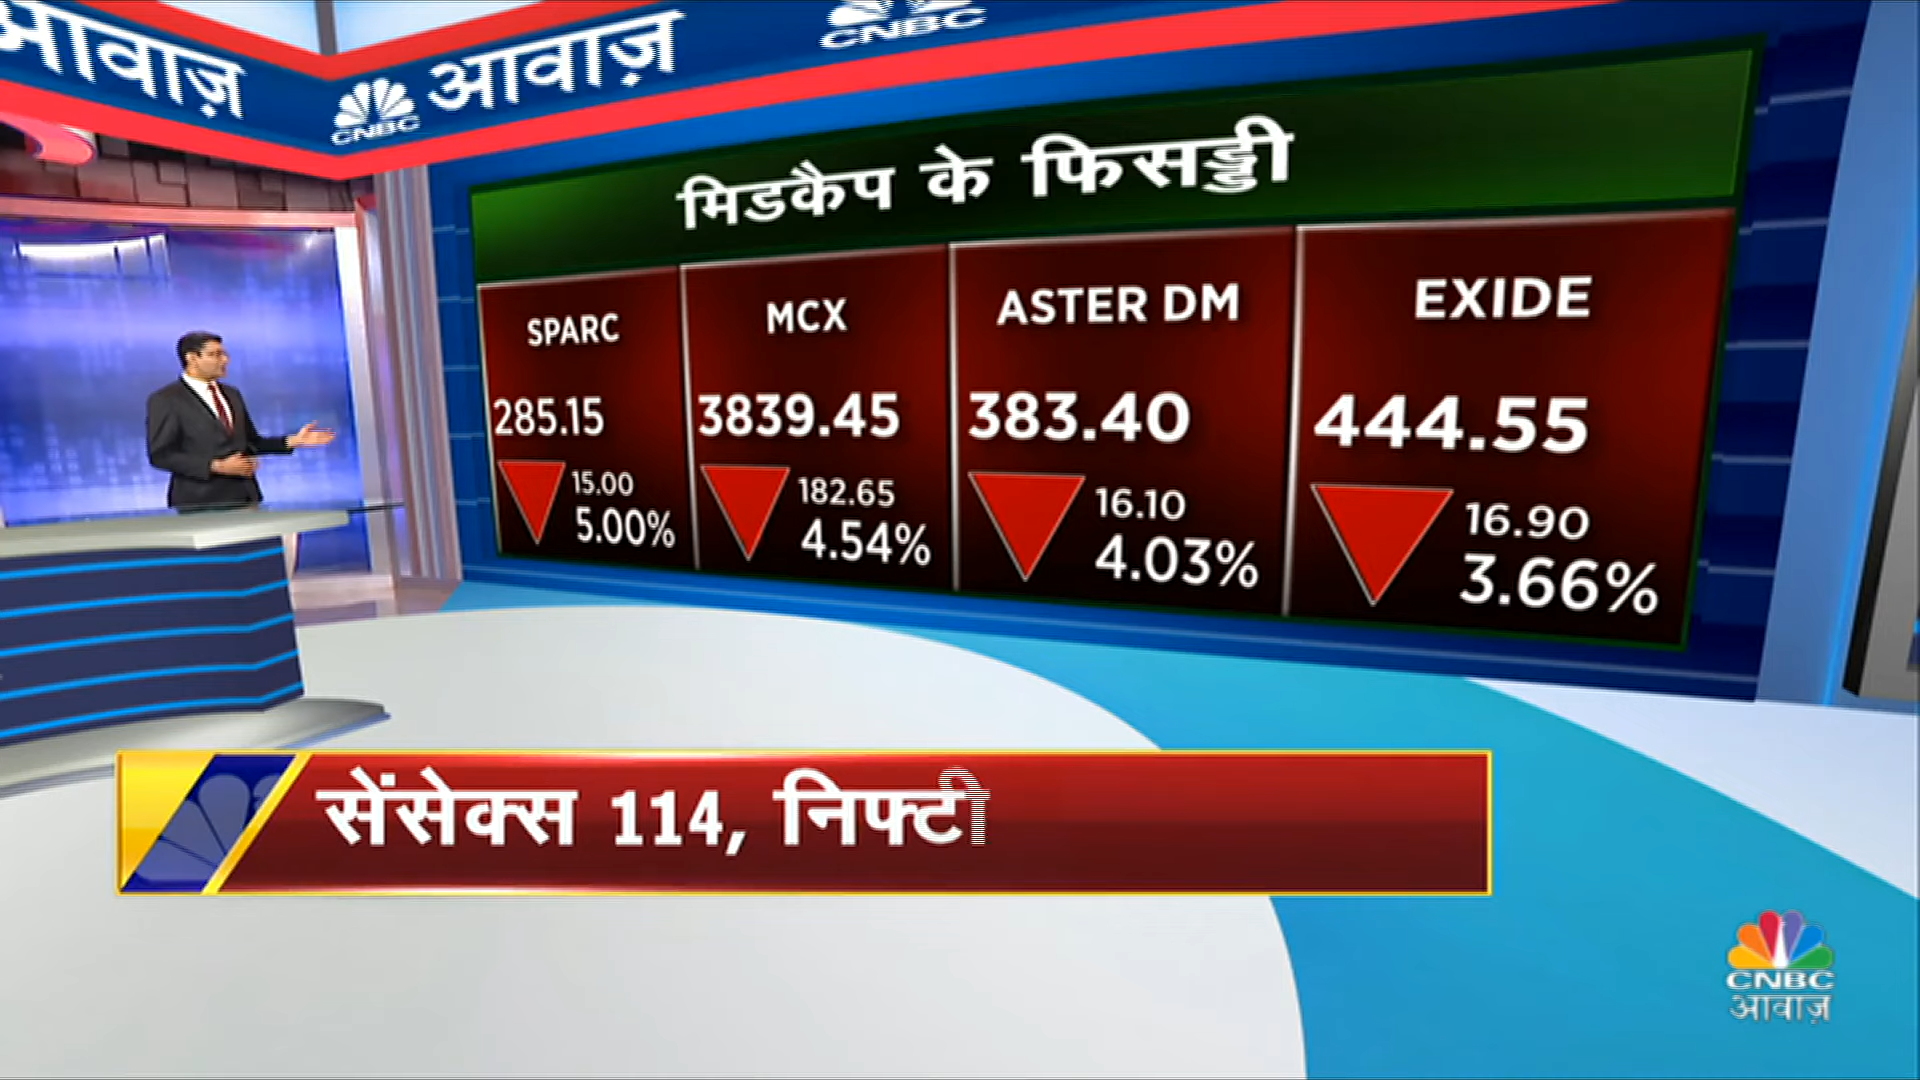 आवाज़
CNBC आवाज़
CNBC
मिडकैप के फिसड्डी
SPARC
285.15
15.00
5.00%
MCX
3839.45
182.65
4.54%
ASTER DM
383.40
16.10
4.03%
EXIDE
444.55
16.90
3.66%
सेंसेक्स 114, निफ्टी
CNBC
आवाज़